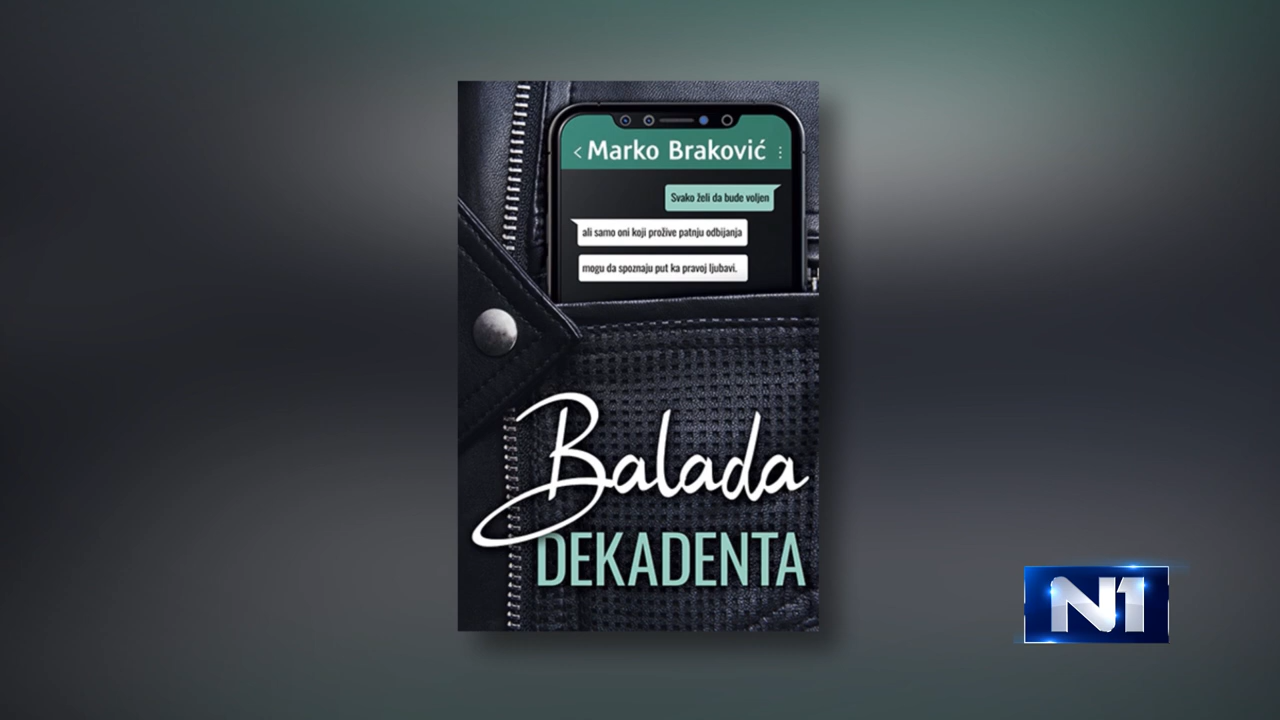 < Marko Braković
Svako želi da bude voljen
ali samo oni koji prožive patnju odbijanja
mogu da spoznaju put ka pravoj ljubavi.
Balada
DEKADENTA
N1